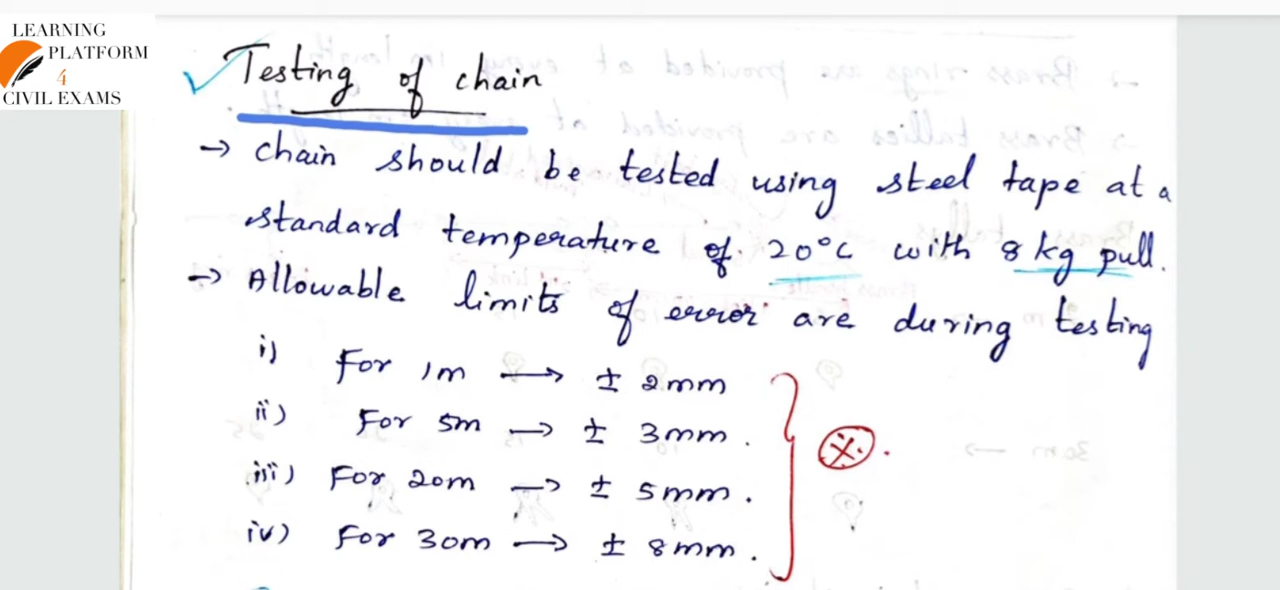 LEARNING
PLATFORM
4
CIVIL EXAMS
Testing of chain
→ chain should be tested using steel tape at a
standard temperature of 20°C with 8 kg pull.
→ Allowable limits of error are during testing
i) For 1m → ± 2mm
ii) For 5m → ± 3mm.
iii) For 20m → ± 5mm.
iv) For 30m → ± 8mm.